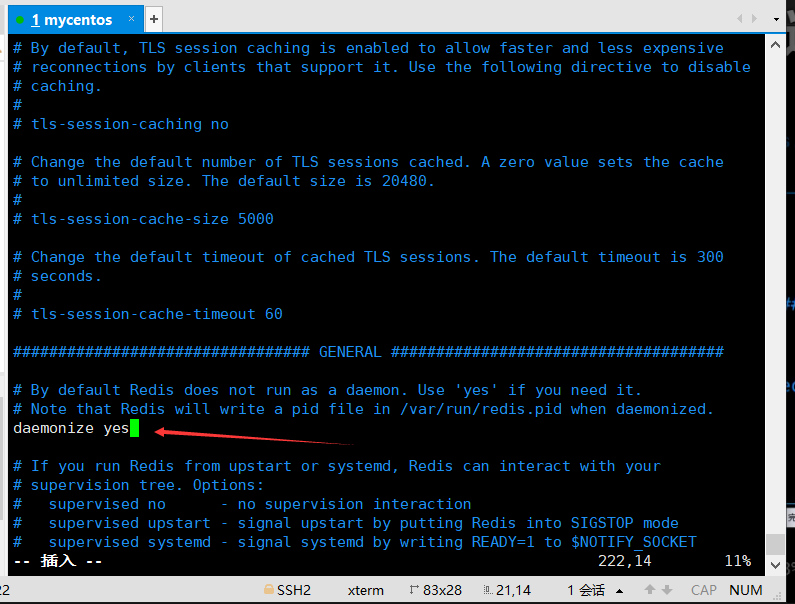 1 mycentos × +
# By default, TLS session caching is enabled to allow faster and less expensive
# reconnections by clients that support it. Use the following directive to disable
# caching.
#
# tls-session-caching no
# Change the default number of TLS sessions cached. A zero value sets the cache
# to unlimited size. The default size is 20480.
#
# tls-session-cache-size 5000
# Change the default timeout of cached TLS sessions. The default timeout is 300
# seconds.
#
# tls-session-cache-timeout 60
################################# GENERAL #####################################
# By default Redis does not run as a daemon. Use 'yes' if you need it.
# Note that Redis will write a pid file in /var/run/redis.pid when daemonized.
daemonize yes
# If you run Redis from upstart or systemd, Redis can interact with your
# supervision tree. Options:
#   supervised no      - no supervision interaction
#   supervised upstart - signal upstart by putting Redis into SIGSTOP mode
#   supervised systemd - signal systemd by writing READY=1 to $NOTIFY_SOCKET
-- 插入 -- 222,14 11%
22 SSH2 xterm 83x28 21,14 1 会话 CAP NUM